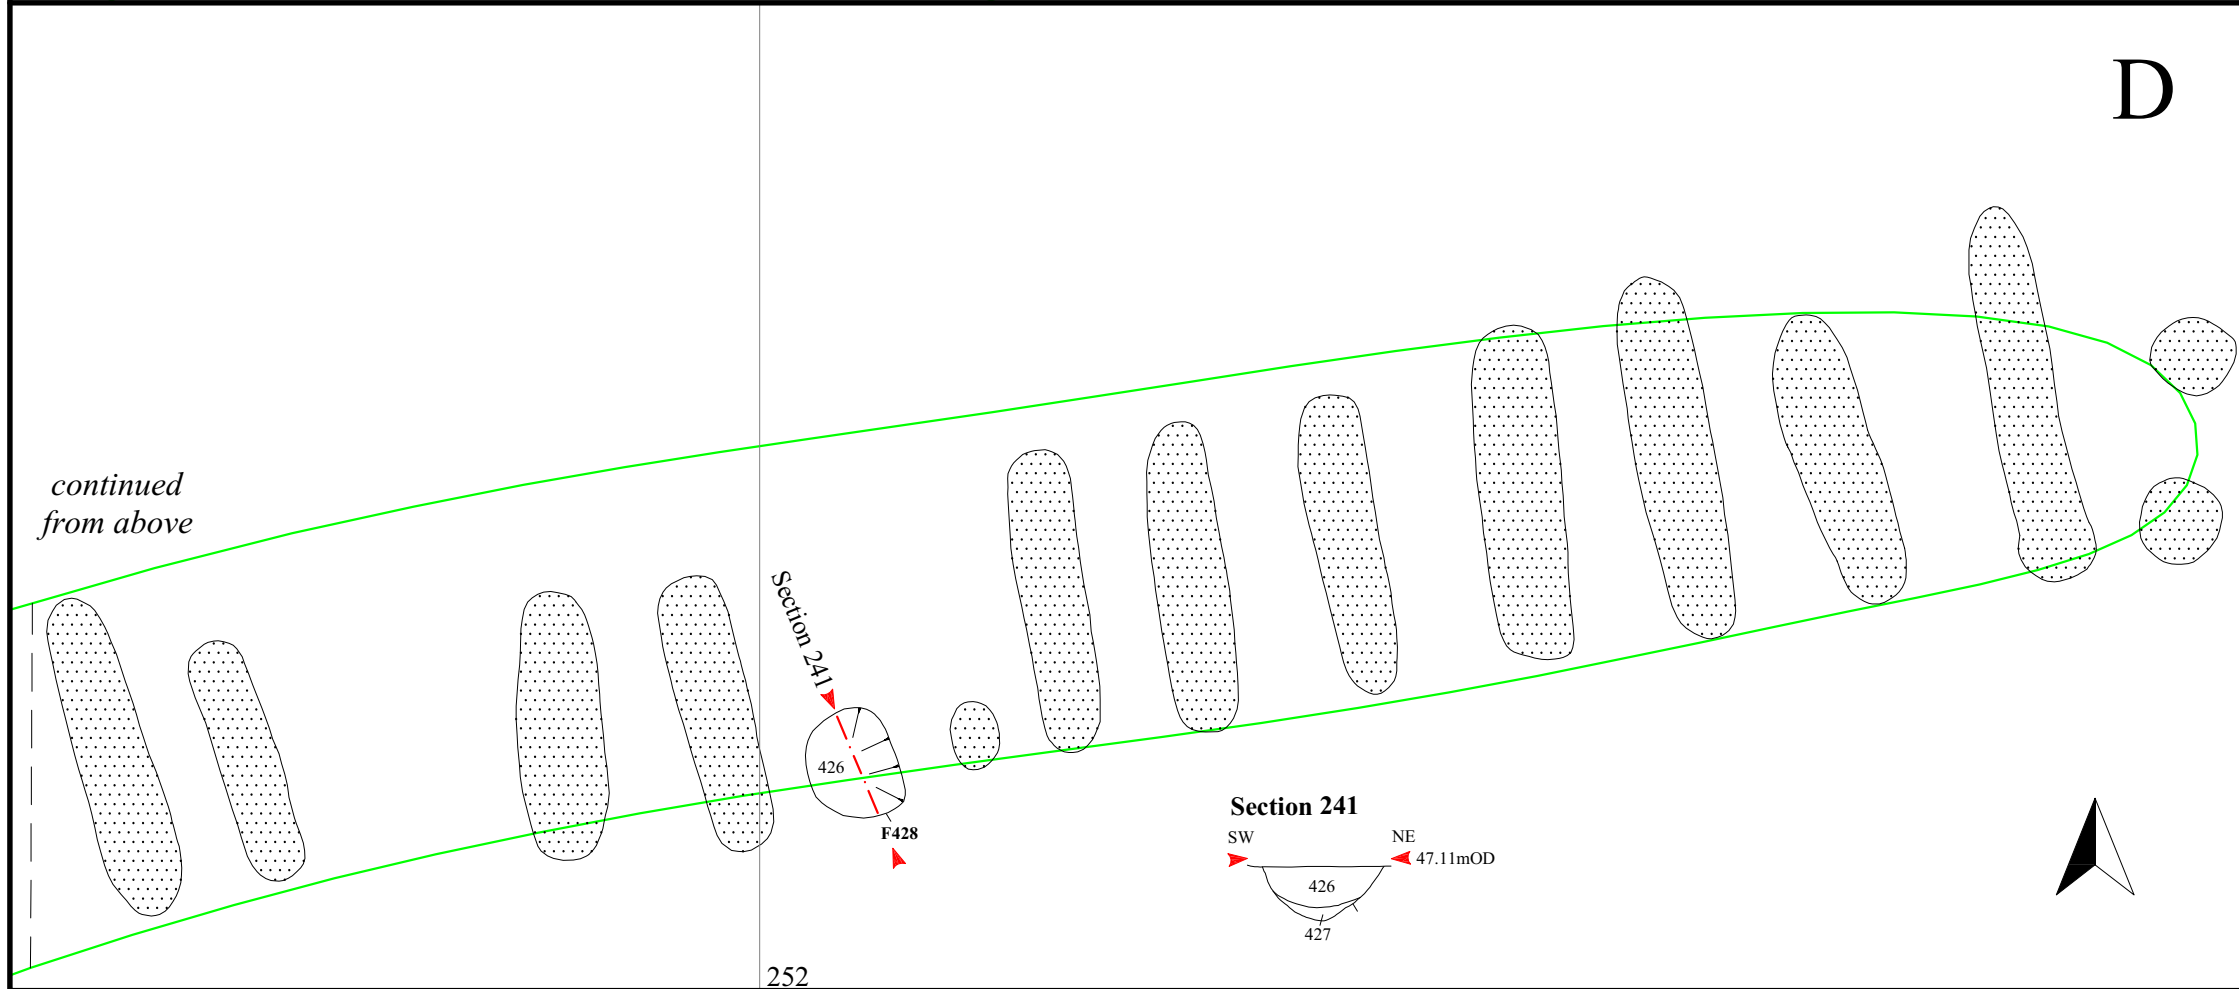 D
continued
from above
Section 241
426
F428
Section 241
SW NE
47.11mOD
426
427
252